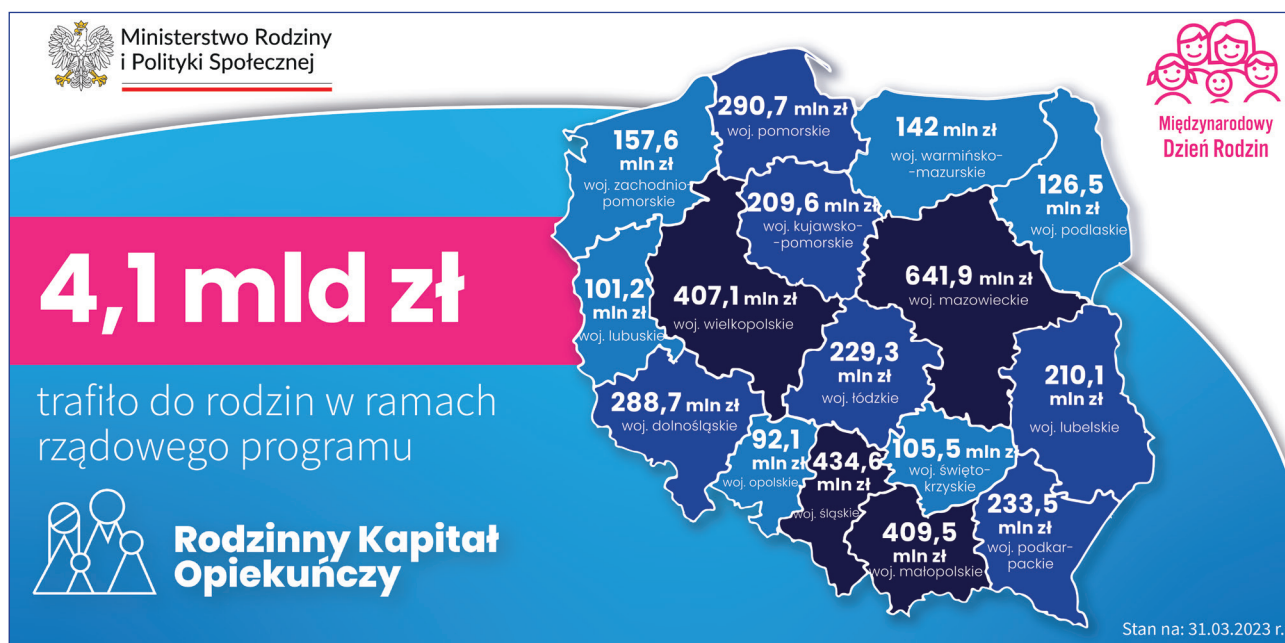 Ministerstwo Rodziny
i Polityki Społecznej
Międzynarodowy
Dzień Rodzin
4,1 mld zł
trafiło do rodzin w ramach
rządowego programu
Rodzinny Kapitał
Opiekuńczy
290,7 mln zł
woj. pomorskie
157,6
mln zł
woj. zachodnio-
pomorskie
142 mln zł
woj. warmińsko-
-mazurskie
126,5
mln zł
woj. podlaskie
209,6 mln zł
woj. kujawsko-
-pomorskie
101,2
mln zł
woj. lubuskie
407,1 mln zł
woj. wielkopolskie
641,9 mln zł
woj. mazowieckie
229,3
mln zł
woj. łódzkie
288,7 mln zł
woj. dolnośląskie
210,1
mln zł
woj. lubelskie
92,1
mln zł
woj. opolskie
434,6
mln zł
woj. śląskie
105,5 mln zł
woj. święto-
krzyskie
409,5
mln zł
woj. małopolskie
233,5
mln zł
woj. podkar-
packie
Stan na: 31.03.2023 r.